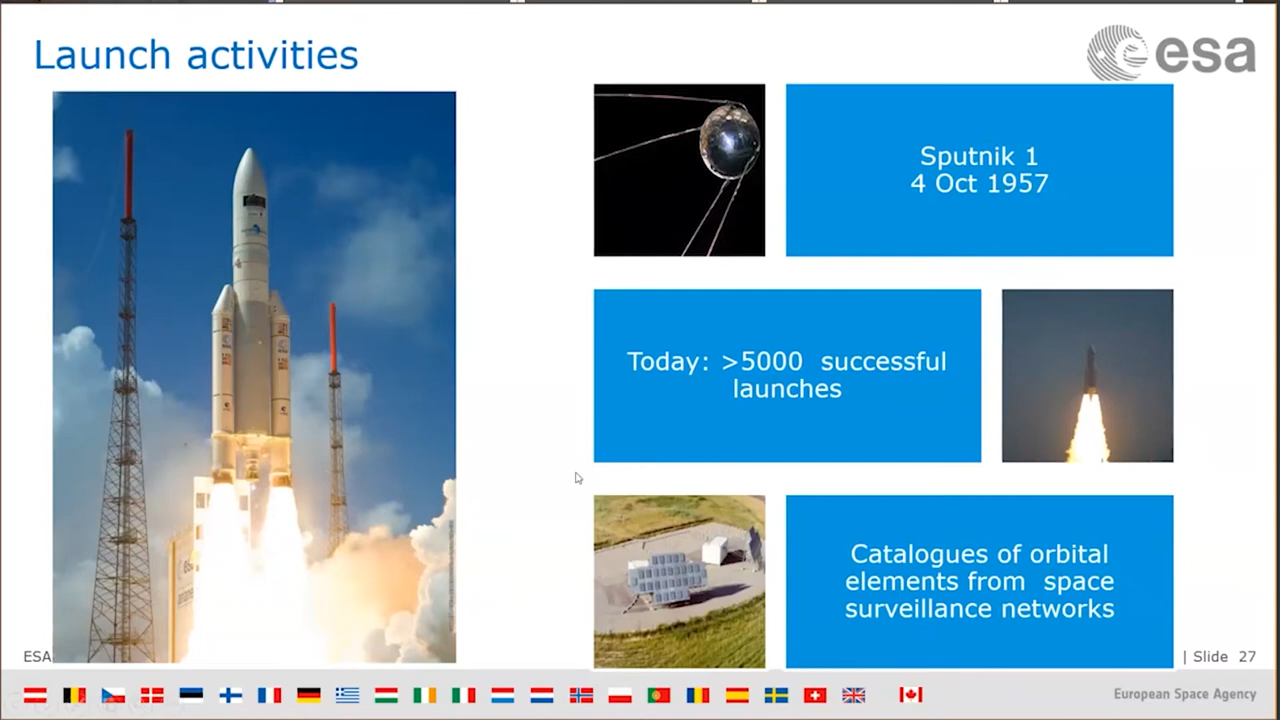 Launch activities
esa
Sputnik 1
4 Oct 1957
Today: >5000 successful
launches
Catalogues of orbital
elements from space
surveillance networks
ESA
| Slide 27
European Space Agency